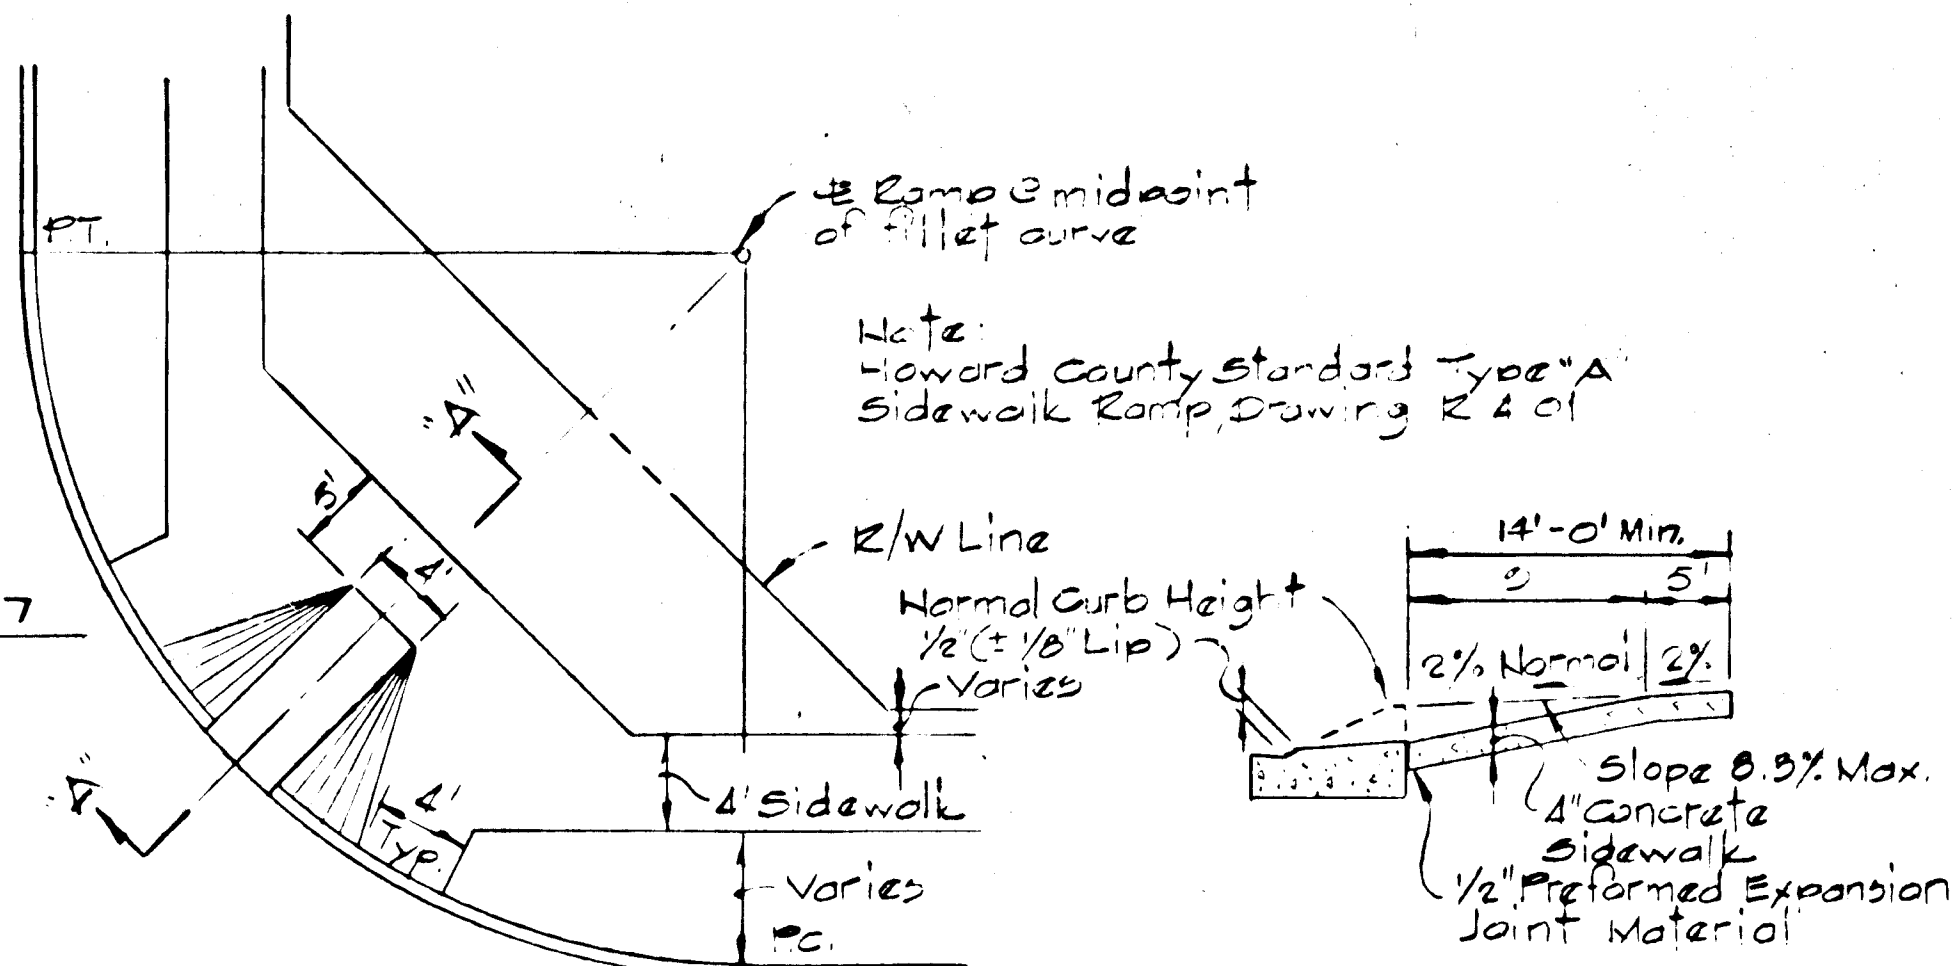 ℄ Ramp @ midpoint
of fillet curve
P.T.
Note:
Howard County Standard Type "A"
Sidewalk Ramp, Drawing R 4 01
"A"
5'
4'
R/W Line
7
Normal Curb Height
1/2" (± 1/8" Lip)
Varies
14'-0' Min.
9
5'
2% Normal
2%
"A"
4'
Typ.
4' Sidewalk
Varies
P.C.
Slope 8.3% Max.
4" Concrete
Sidewalk
1/2" Preformed Expansion
Joint Material